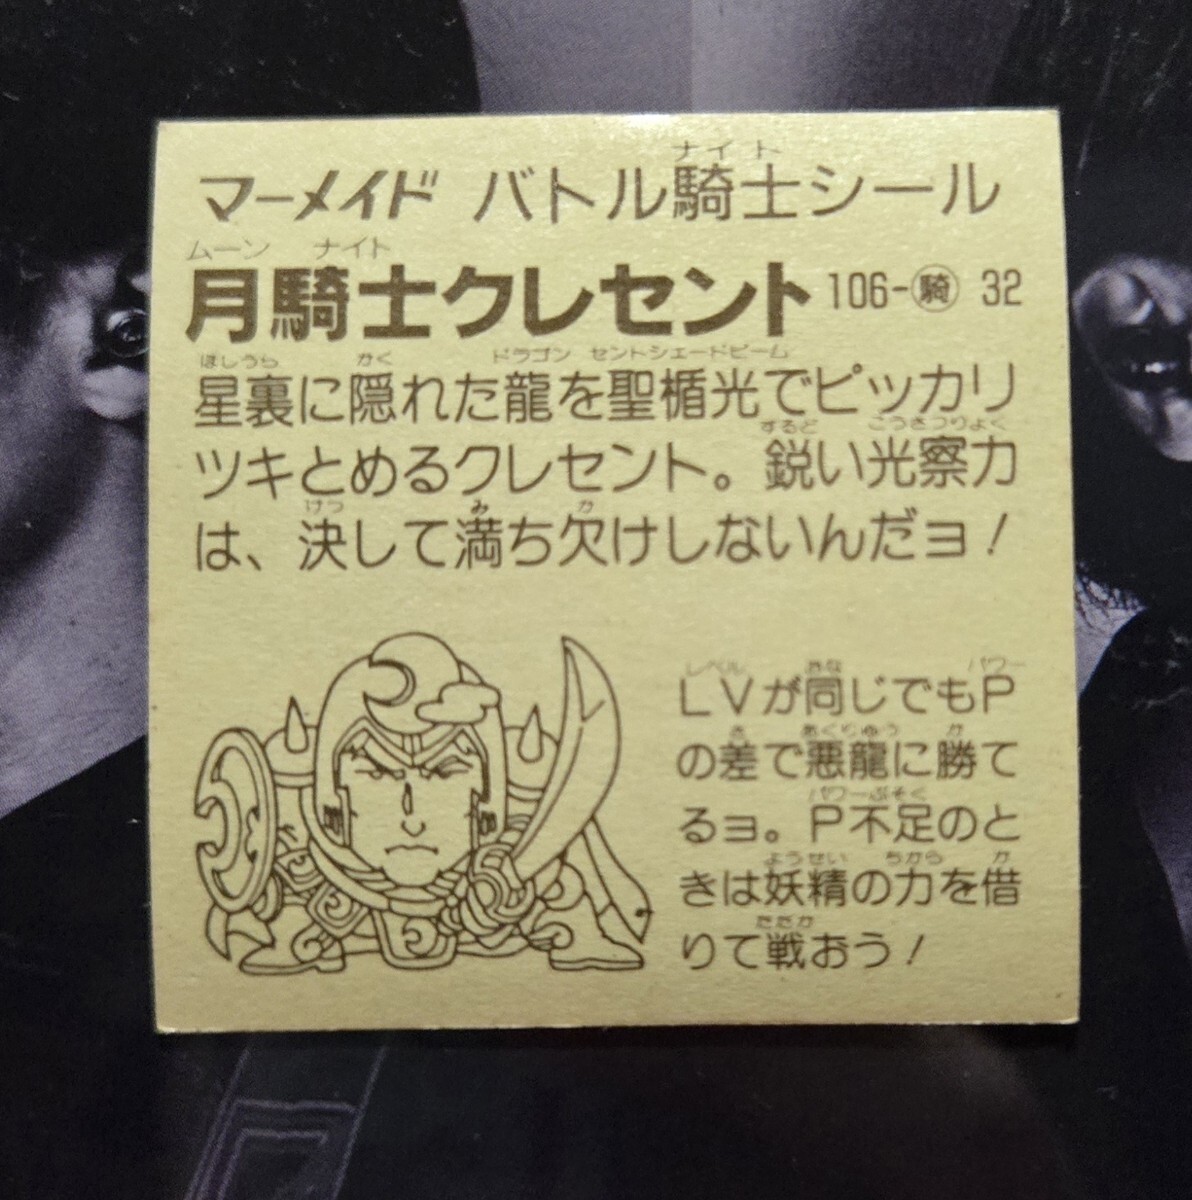 ナイト
マーメイド バトル騎士シール
ムーン ナイト
月騎士クレセント 106-㊩ 32
ほしうら かく ドラゴン セントシェードビーム
星裏に隠れた龍を聖楯光でピッカリ
するど こうさつりょく
ツキとめるクレセント。鋭い光察力
けっ み か
は、決して満ち欠けしないんだヨ！
レベル おな パワー
LVが同じでもP
さ あくりゅう か
の差で悪龍に勝て
パワーぶそく
るヨ。P不足のと
ようせい ちから か
きは妖精の力を借
たたか
りて戦おう！